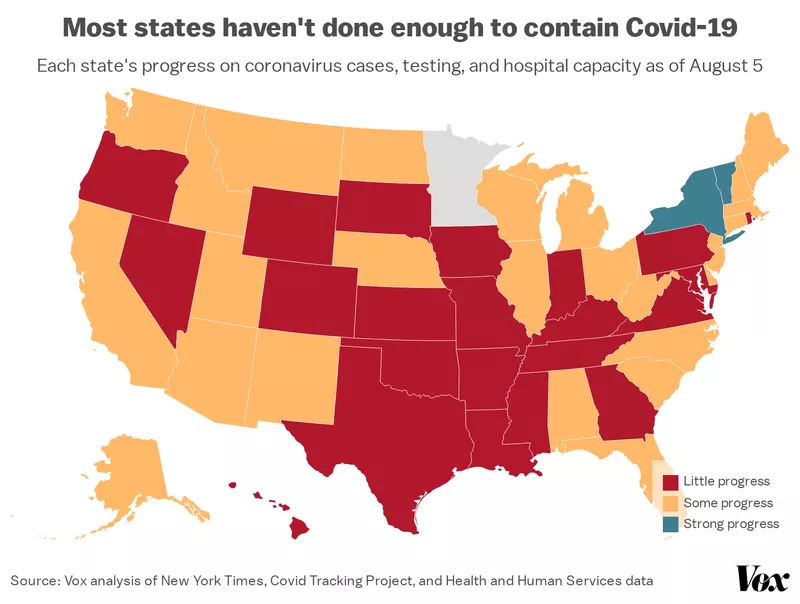 Most states haven't done enough to contain Covid-19
Each state's progress on coronavirus cases, testing, and hospital capacity as of August 5
Little progress
Some progress
Strong progress
Source: Vox analysis of New York Times, Covid Tracking Project, and Health and Human Services data
Vox